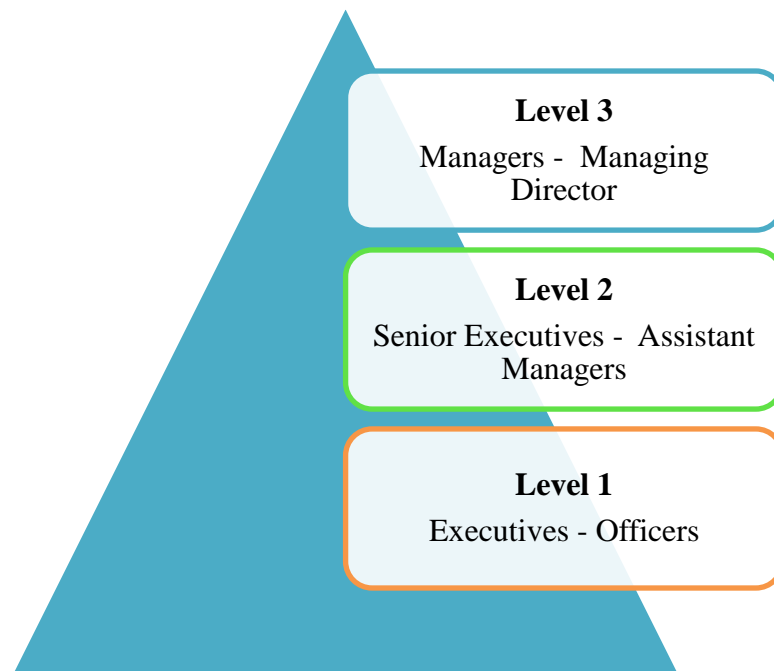 Level 3
Managers - Managing
Director
Level 2
Senior Executives - Assistant
Managers
Level 1
Executives - Officers